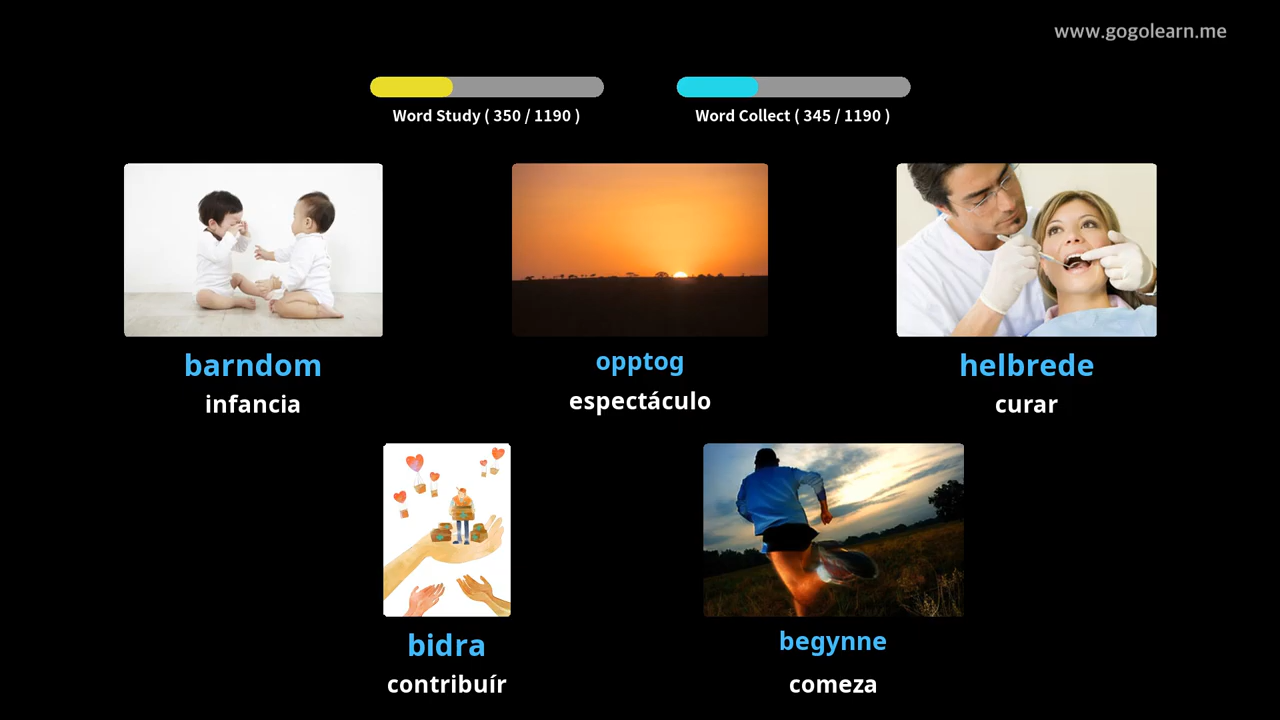 www.gogolearn.me
Word Study ( 350 / 1190 )
Word Collect ( 345 / 1190 )
barndom
infancia
opptog
espectáculo
helbrede
curar
bidra
contribuír
begynne
comeza